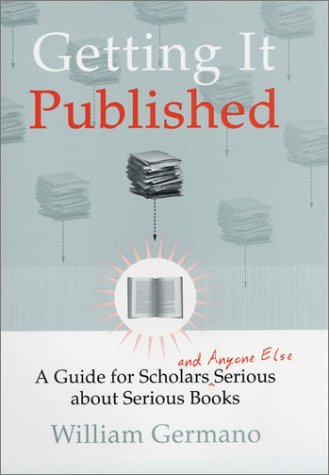 Getting It
Published
and Anyone Else
A Guide for Scholars ‸ Serious
about Serious Books
William Germano